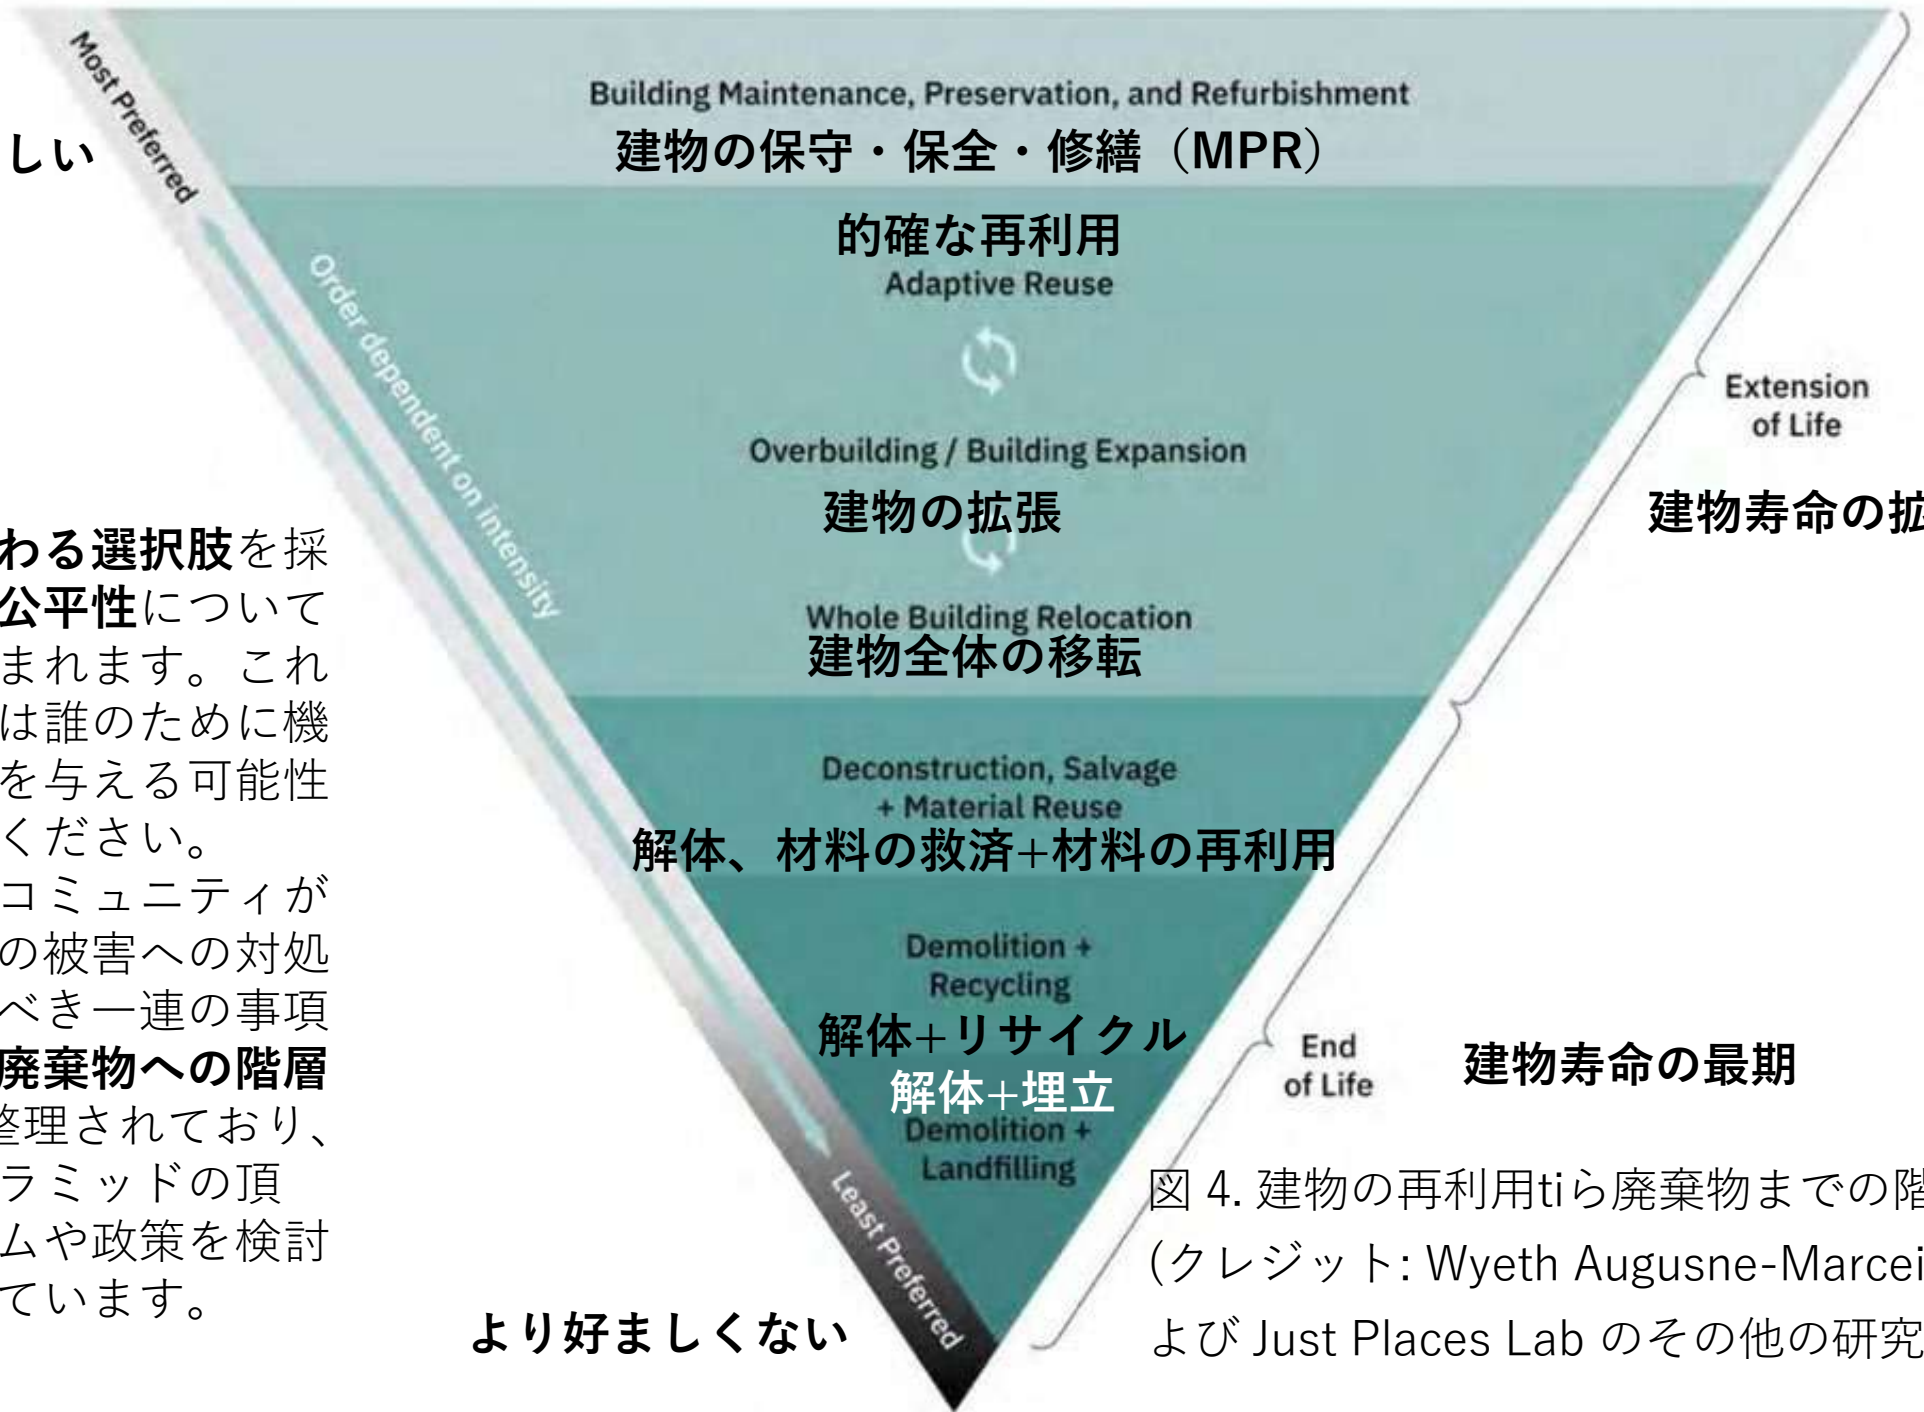 Most Preferred
しい
Building Maintenance, Preservation, and Refurbishment
建物の保守・保全・修繕（MPR）
的確な再利用
Adaptive Reuse
Order dependent on intensity
Overbuilding / Building Expansion
建物の拡張
Whole Building Relocation
建物全体の移転
Extension
of Life
建物寿命の拡
わる選択肢を採
公平性について
まれます。これ
は誰のために機
を与える可能性
ください。
コミュニティが
の被害への対処
べき一連の事項
廃棄物への階層
整理されており、
ラミッドの頂
ムや政策を検討
ています。
Deconstruction, Salvage
+ Material Reuse
解体、材料の救済+材料の再利用
Demolition +
Recycling
解体+リサイクル
解体+埋立
Demolition +
Landfilling
End
of Life
建物寿命の最期
Least Preferred
より好ましくない
図 4. 建物の再利用tiら廃棄物までの階
(クレジット: Wyeth Augusne-Marcei
よび Just Places Lab のその他の研究